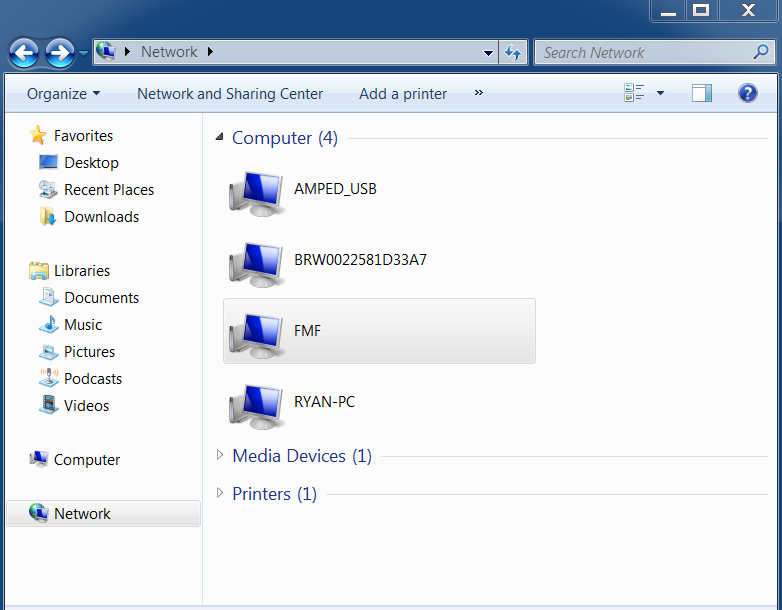 Network
Search Network
Organize
Network and Sharing Center
Add a printer
»
Favorites
Desktop
Recent Places
Downloads
Libraries
Documents
Music
Pictures
Podcasts
Videos
Computer
Network
Computer (4)
AMPED_USB
BRW0022581D33A7
FMF
RYAN-PC
Media Devices (1)
Printers (1)